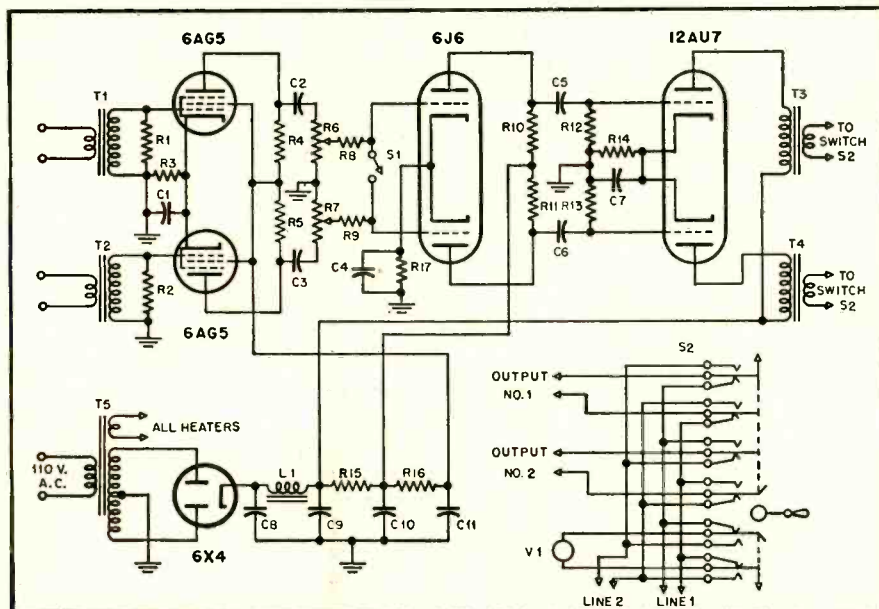 6AG5
6J6
12AU7
T1
R1
R3
C1
C2
R4
R6
R8
S1
R10
C5
R12
R14
T3
TO
SWITCH
S2
T2
R2
6AG5
R5
R7
C3
R9
C4
R17
R11
R13
C6
C7
T4
TO
SWITCH
S2
T5
ALL HEATERS
110 V.
A.C.
6X4
L1
R15
R16
C8
C9
C10
C11
S2
OUTPUT
NO. 1
OUTPUT
NO. 2
V1
LINE 2
LINE 1